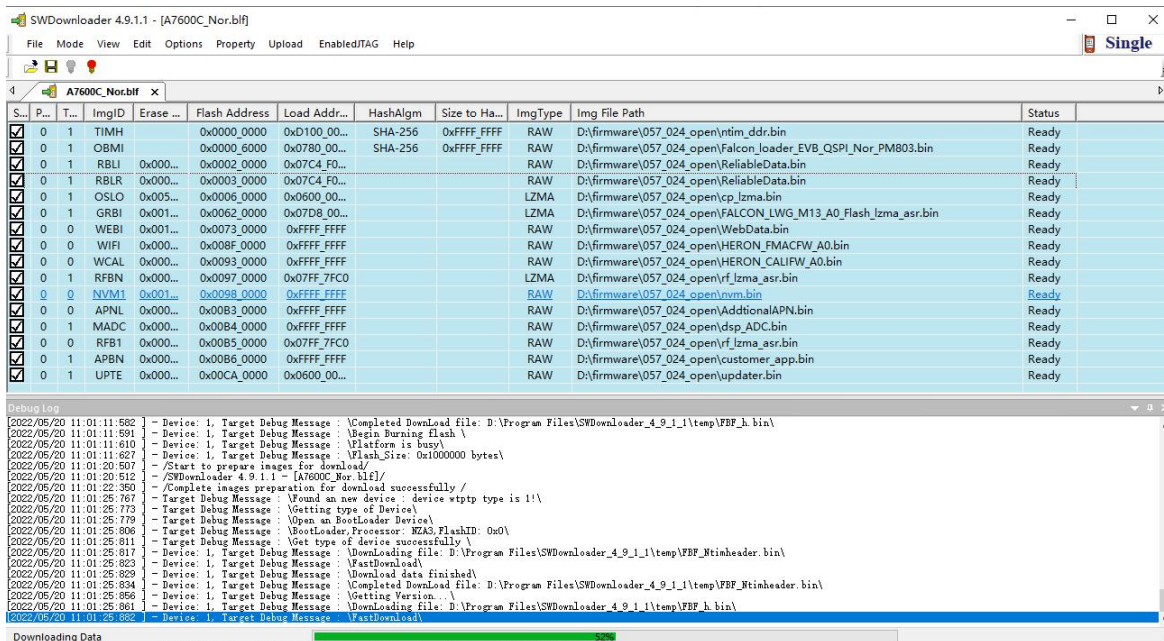 SWDownloader 4.9.1.1 - [A7600C_Nor.blf]
File Mode View Edit Options Property Upload EnabledJTAG Help
Single
A7600C_Nor.blf ×
S... P... T... ImgID Erase ... Flash Address Load Addr... HashAlgm Size to Ha... ImgType Img File Path Status
0 1 TIMH 0x0000_0000 0xD100_00... SHA-256 0xFFFF_FFFF RAW D:\firmware\057_024_open\ntim_ddr.bin Ready
0 1 OBMI 0x0000_6000 0x0780_00... SHA-256 0xFFFF_FFFF RAW D:\firmware\057_024_open\Falcon_loader_EVB_QSPI_Nor_PM803.bin Ready
0 1 RBLI 0x000... 0x0002_0000 0x07C4_F0... RAW D:\firmware\057_024_open\ReliableData.bin Ready
0 1 RBLR 0x000... 0x0003_0000 0x07C4_F0... RAW D:\firmware\057_024_open\ReliableData.bin Ready
0 1 OSLO 0x005... 0x0006_0000 0x0600_00... LZMA D:\firmware\057_024_open\cp_lzma.bin Ready
0 1 GRBI 0x001... 0x0062_0000 0x07D8_00... LZMA D:\firmware\057_024_open\FALCON_LWG_M13_A0_Flash_lzma_asr.bin Ready
0 0 WEBI 0x001... 0x0073_0000 0xFFFF_FFFF RAW D:\firmware\057_024_open\WebData.bin Ready
0 0 WIFI 0x000... 0x008F_0000 0xFFFF_FFFF RAW D:\firmware\057_024_open\HERON_FMACFW_A0.bin Ready
0 0 WCAL 0x000... 0x0093_0000 0xFFFF_FFFF RAW D:\firmware\057_024_open\HERON_CALIFW_A0.bin Ready
0 1 RFBN 0x000... 0x0097_0000 0x07FF_7FC0 LZMA D:\firmware\057_024_open\rf_lzma_asr.bin Ready
0 0 NVM1 0x001... 0x0098_0000 0xFFFF_FFFF RAW D:\firmware\057_024_open\nvm.bin Ready
0 0 APNL 0x000... 0x00B3_0000 0xFFFF_FFFF RAW D:\firmware\057_024_open\AddtionalAPN.bin Ready
0 1 MADC 0x000... 0x00B4_0000 0xFFFF_FFFF RAW D:\firmware\057_024_open\dsp_ADC.bin Ready
0 0 RFB1 0x000... 0x00B5_0000 0x07FF_7FC0 RAW D:\firmware\057_024_open\rf_lzma_asr.bin Ready
0 1 APBN 0x000... 0x00B6_0000 0xFFFF_FFFF RAW D:\firmware\057_024_open\customer_app.bin Ready
0 1 UPTE 0x000... 0x00CA_0000 0x0600_00... RAW D:\firmware\057_024_open\updater.bin Ready
Debug Log
[2022/05/20 11:01:11:582 ] - Device: 1, Target Debug Message : \Completed DownLoad file: D:\Program Files\SWDownloader_4_9_1_1\temp\FBF_h.bin\
[2022/05/20 11:01:11:591 ] - Device: 1, Target Debug Message : \Begin Burning flash \
[2022/05/20 11:01:11:610 ] - Device: 1, Target Debug Message : \Platform is busy\
[2022/05/20 11:01:11:627 ] - Device: 1, Target Debug Message : \Flash_Size: 0x1000000 bytes\
[2022/05/20 11:01:20:507 ] - /Start to prepare images for download/
[2022/05/20 11:01:20:512 ] - /SWDownloader 4.9.1.1 - [A7600C_Nor.blf]/
[2022/05/20 11:01:22:350 ] - /Complete images preparation for download successfully /
[2022/05/20 11:01:25:767 ] - Target Debug Message : \Found an new device : device wtptp type is 1!\
[2022/05/20 11:01:25:773 ] - Target Debug Message : \Getting type of Device\
[2022/05/20 11:01:25:779 ] - Target Debug Message : \Open an BootLoader Device\
[2022/05/20 11:01:25:806 ] - Target Debug Message : \BootLoader,Processor: NZA3,FlashID: 0x0\
[2022/05/20 11:01:25:811 ] - Target Debug Message : \Get type of device successfully \
[2022/05/20 11:01:25:817 ] - Device: 1, Target Debug Message : \DownLoading file: D:\Program Files\SWDownloader_4_9_1_1\temp\FBF_Ntimheader.bin\
[2022/05/20 11:01:25:823 ] - Device: 1, Target Debug Message : \FastDownload\
[2022/05/20 11:01:25:829 ] - Device: 1, Target Debug Message : \Download data finished\
[2022/05/20 11:01:25:834 ] - Device: 1, Target Debug Message : \Completed DownLoad file: D:\Program Files\SWDownloader_4_9_1_1\temp\FBF_Ntimheader.bin\
[2022/05/20 11:01:25:856 ] - Device: 1, Target Debug Message : \Getting Version...\
[2022/05/20 11:01:25:861 ] - Device: 1, Target Debug Message : \DownLoading file: D:\Program Files\SWDownloader_4_9_1_1\temp\FBF_h.bin\
[2022/05/20 11:01:25:882 ] - Device: 1, Target Debug Message : \FastDownload\
Downloading Data 52%